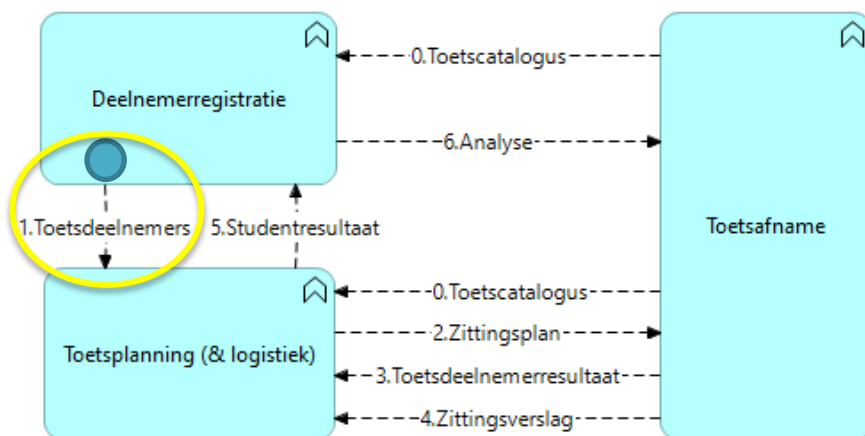 0.Toetscatalogus
Deelnemerregistratie
6.Analyse
1.Toetsdeelnemers
5.Studentresultaat
Toetsafname
0.Toetscatalogus
2.Zittingsplan
Toetsplanning (& logistiek)
3.Toetsdeelnemerresultaat
4.Zittingsverslag